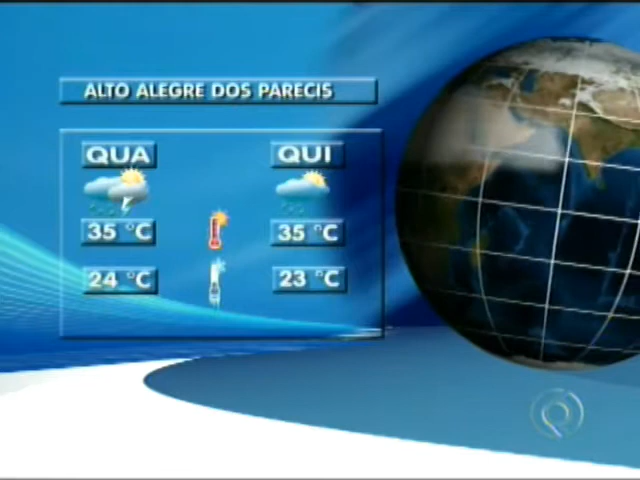 ALTO ALEGRE DOS PARECIS
QUA QUI
35 °C 35 °C
24 °C 23 °C